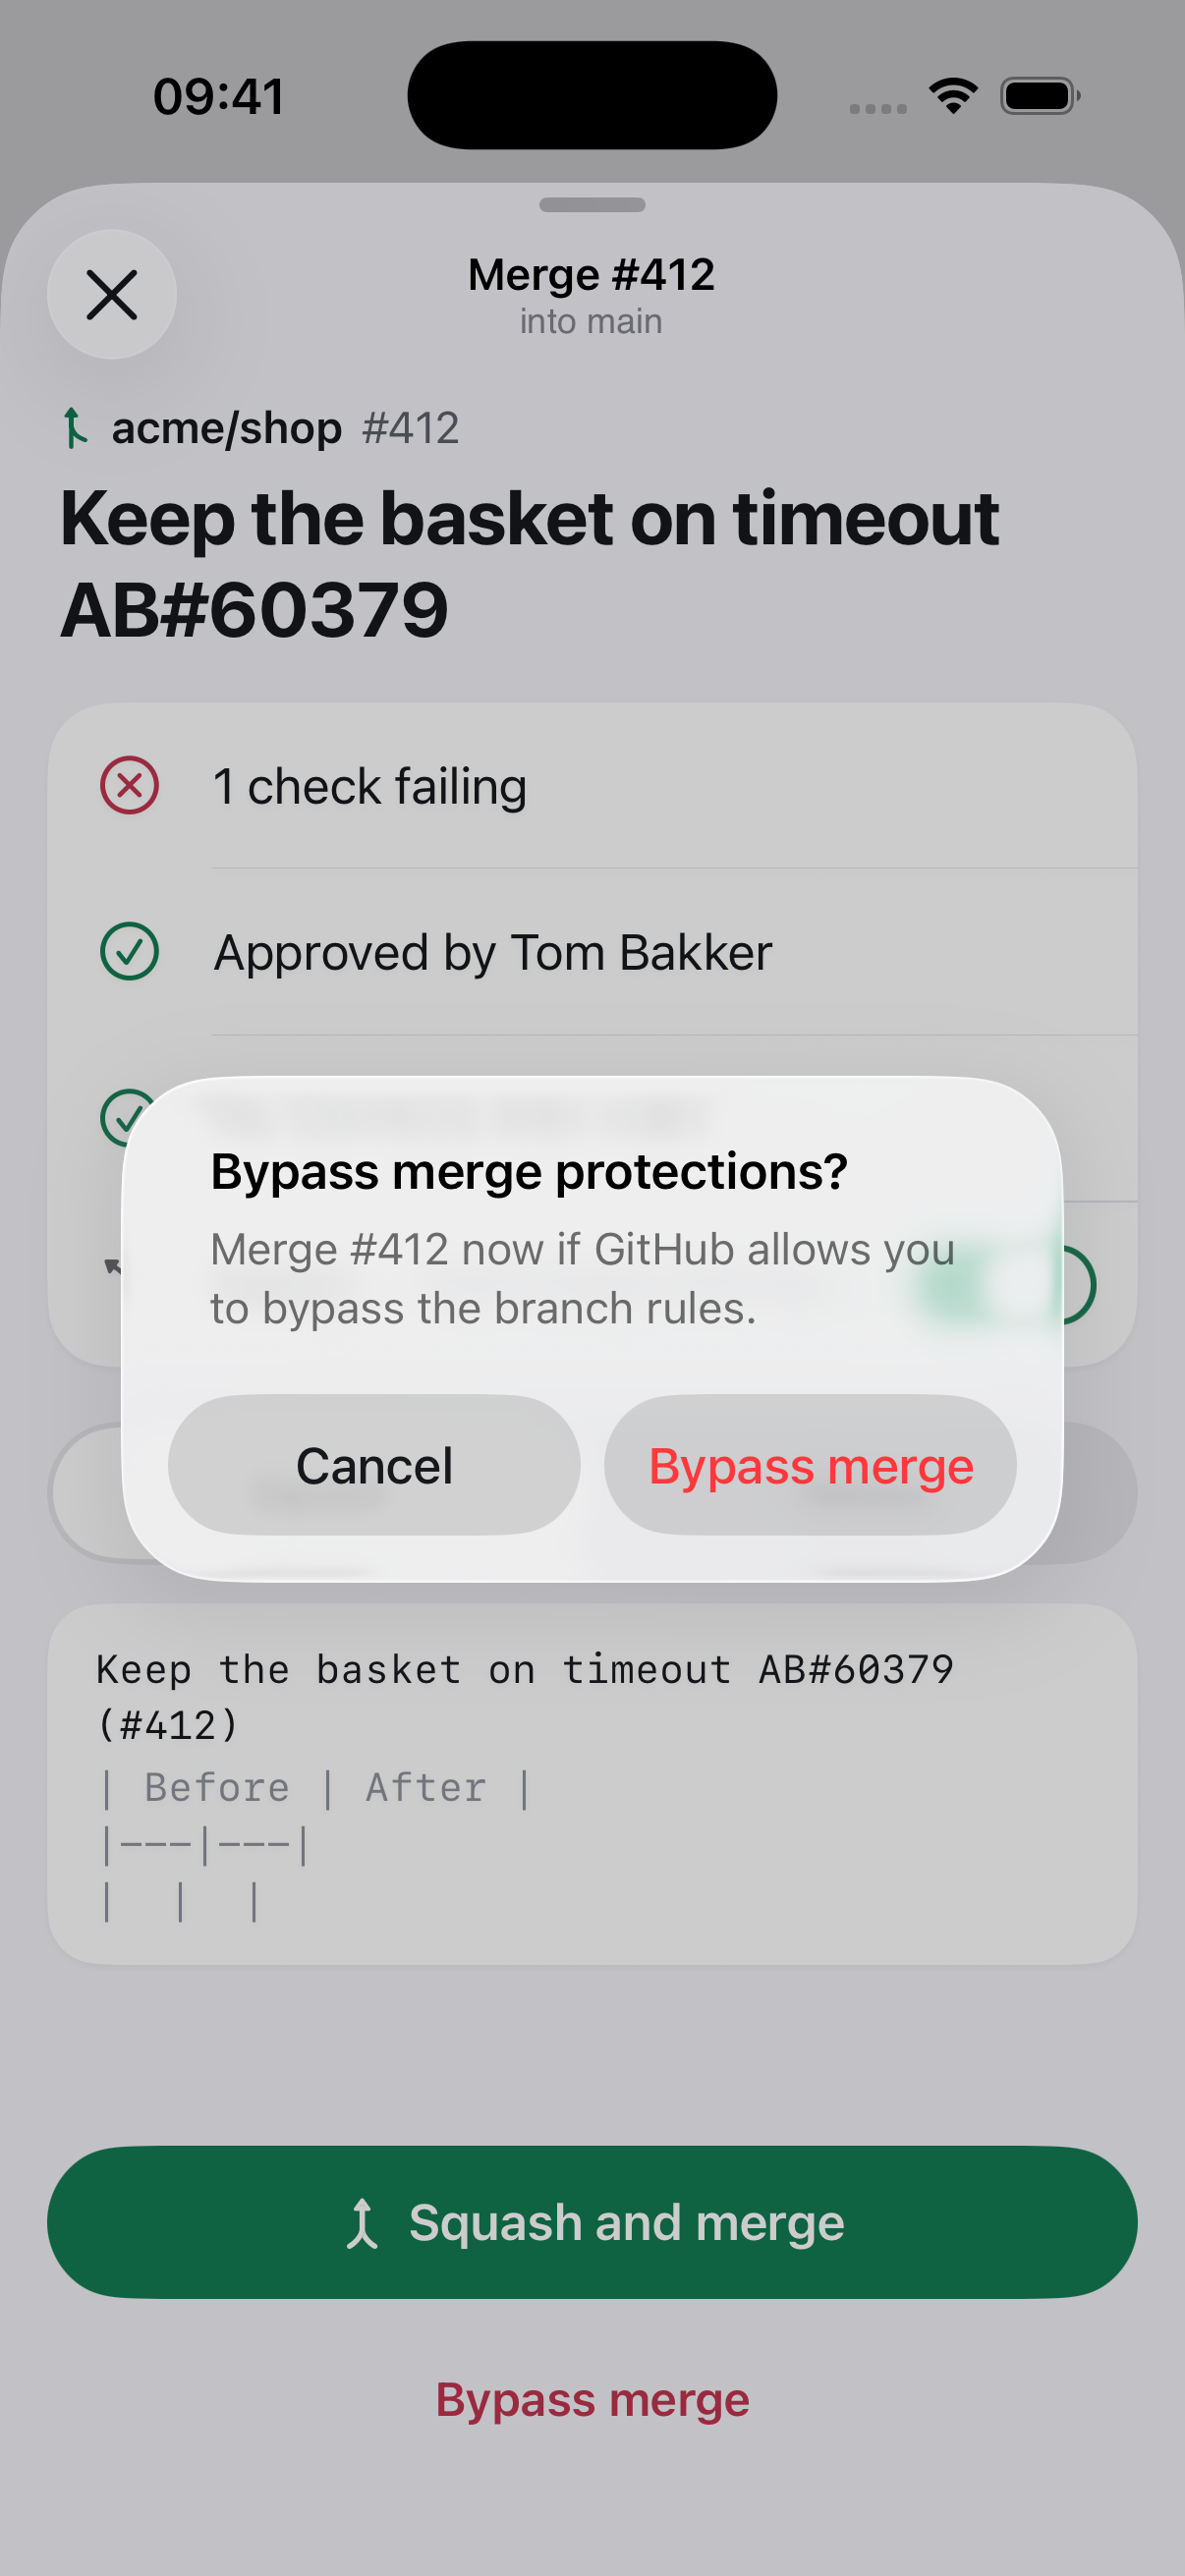 09:41
Merge #412
into main
acme/shop #412
Keep the basket on timeout
AB#60379
1 check failing
Approved by Tom Bakker
Bypass merge protections?
Merge #412 now if GitHub allows you
to bypass the branch rules.
Cancel
Bypass merge
Keep the basket on timeout AB#60379
(#412)
| Before | After |
|---|---|
|  |  |
Squash and merge
Bypass merge